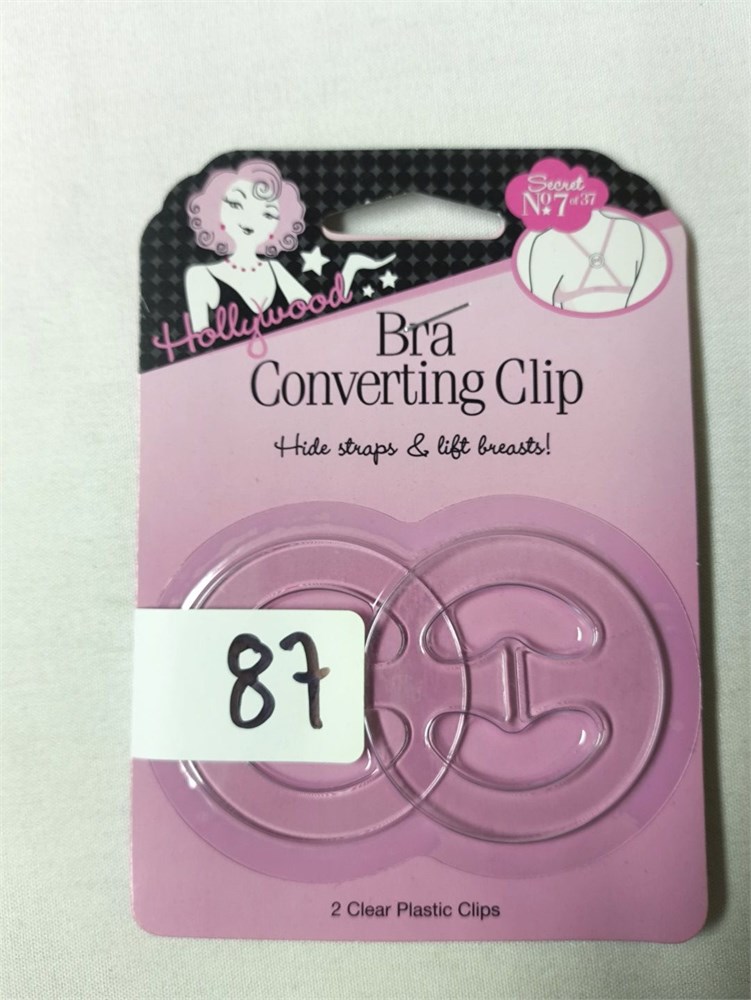 Secret
No7 of 37
Hollywood
Bra
Converting Clip
Hide straps & lift breasts!
87
2 Clear Plastic Clips